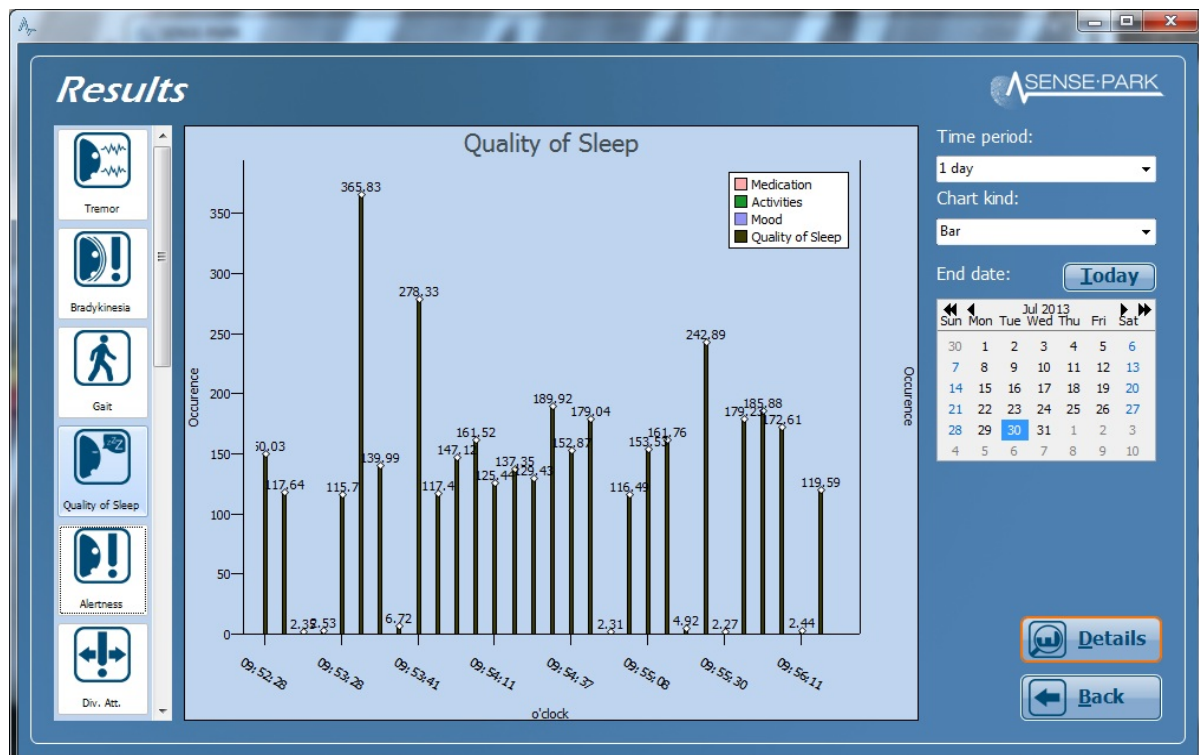 Results
SENSE·PARK
Tremor
Bradykinesia
Gait
Quality of Sleep
Alertness
Div. Att.
Quality of Sleep
Medication
Activities
Mood
Quality of Sleep
350
300
250
200
150
100
50
0
Occurence
Occurence
117,64
2.53
115,7
365,83
139,99
6.72
278,33
117,4
147,12
161,52
125,44
137,35
129,43
189,92
152,87
179,04
2.31
116,49
153,53
161,76
4.92
242,89
2.27
179,23
185,88
172,61
2.44
119,59
09:52:28
09:53:28
09:53:41
09:54:11
09:54:37
09:55:08
09:55:30
09:56:11
o'clock
Time period:
1 day
Chart kind:
Bar
End date:
Today
Jul 2013
Sun Mon Tue Wed Thu Fri Sat
30 1 2 3 4 5 6
7 8 9 10 11 12 13
14 15 16 17 18 19 20
21 22 23 24 25 26 27
28 29 30 31 1 2 3
4 5 6 7 8 9 10
Details
Back